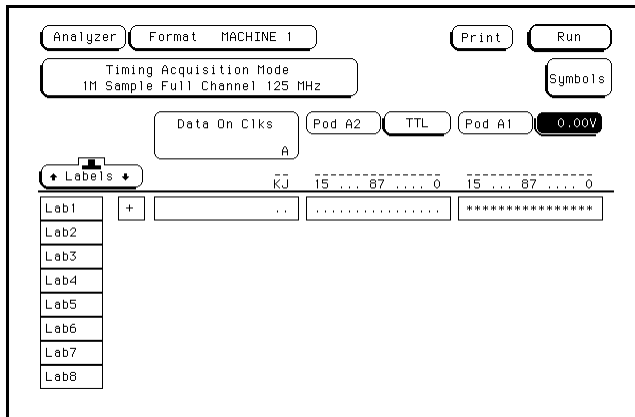 Analyzer Format MACHINE 1 Print Run
Timing Acquisition Mode
1M Sample Full Channel 125 MHz
Symbols
Data On Clks
A
Pod A2 TTL Pod A1 0.00V
Labels
KJ 15 ... 87 .... 0 15 ... 87 .... 0
Lab1 + .. ................ ****************
Lab2
Lab3
Lab4
Lab5
Lab6
Lab7
Lab8